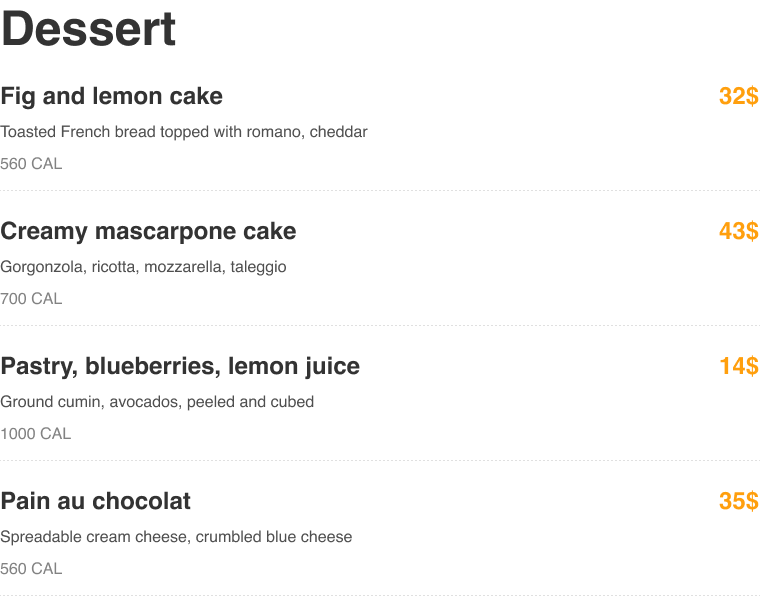 Dessert
Fig and lemon cake 32$
Toasted French bread topped with romano, cheddar
560 CAL
Creamy mascarpone cake 43$
Gorgonzola, ricotta, mozzarella, taleggio
700 CAL
Pastry, blueberries, lemon juice 14$
Ground cumin, avocados, peeled and cubed
1000 CAL
Pain au chocolat 35$
Spreadable cream cheese, crumbled blue cheese
560 CAL